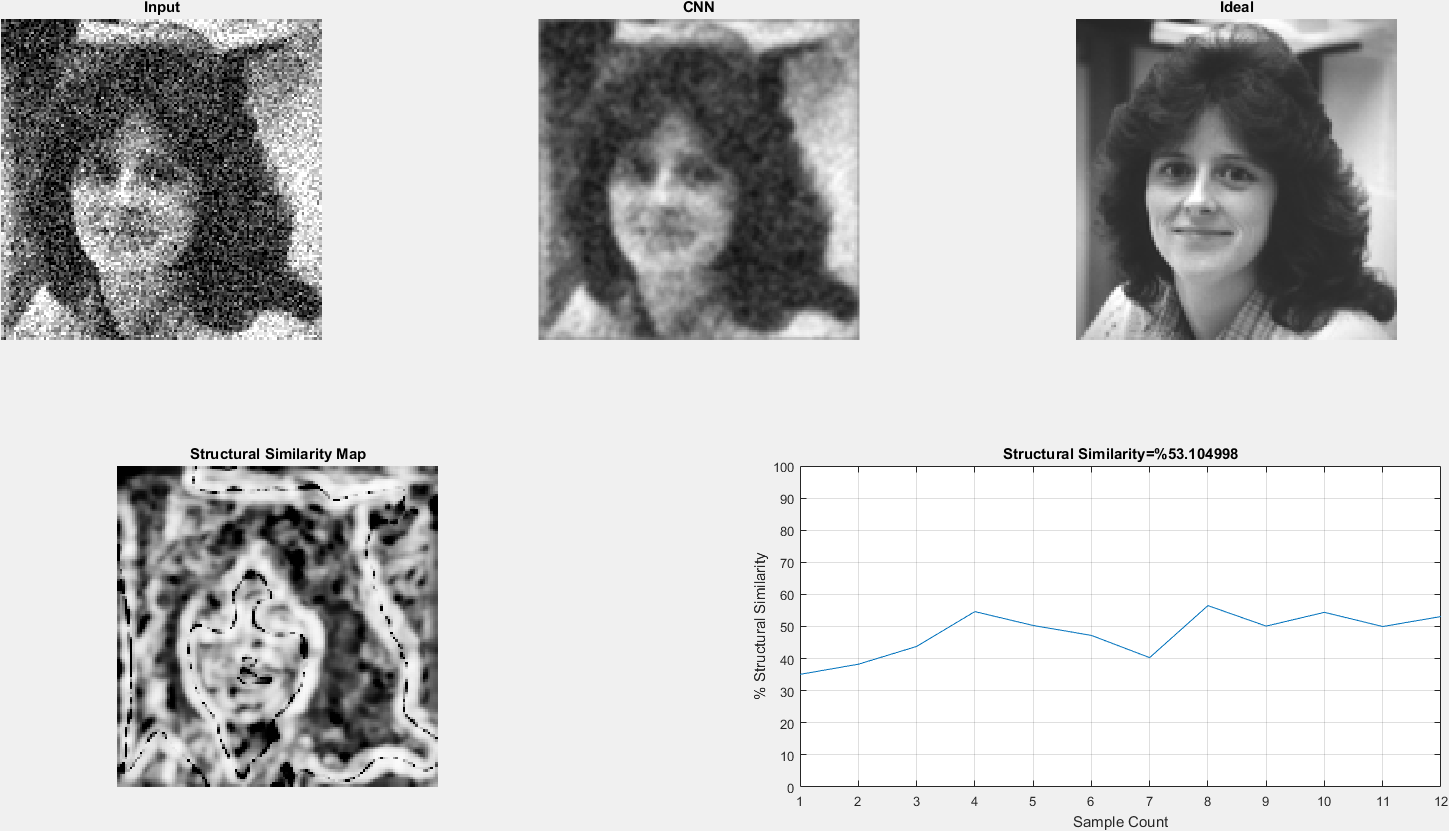 Input
CNN
Ideal
Structural Similarity Map
Structural Similarity=%53.104998
% Structural Similarity
100
90
80
70
60
50
40
30
20
10
0
1 2 3 4 5 6 7 8 9 10 11 12
Sample Count